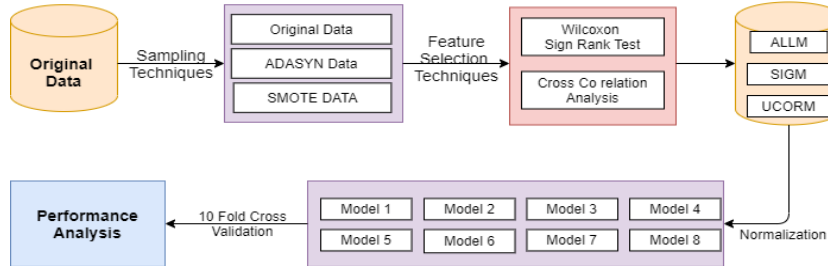 Original
Data
Sampling
Techniques
Original Data
ADASYN Data
SMOTE DATA
Feature
Selection
Techniques
Wilcoxon
Sign Rank Test
Cross Co relation
Analysis
ALLM
SIGM
UCORM
Normalization
Model 1
Model 2
Model 3
Model 4
Model 5
Model 6
Model 7
Model 8
10 Fold Cross
Validation
Performance
Analysis